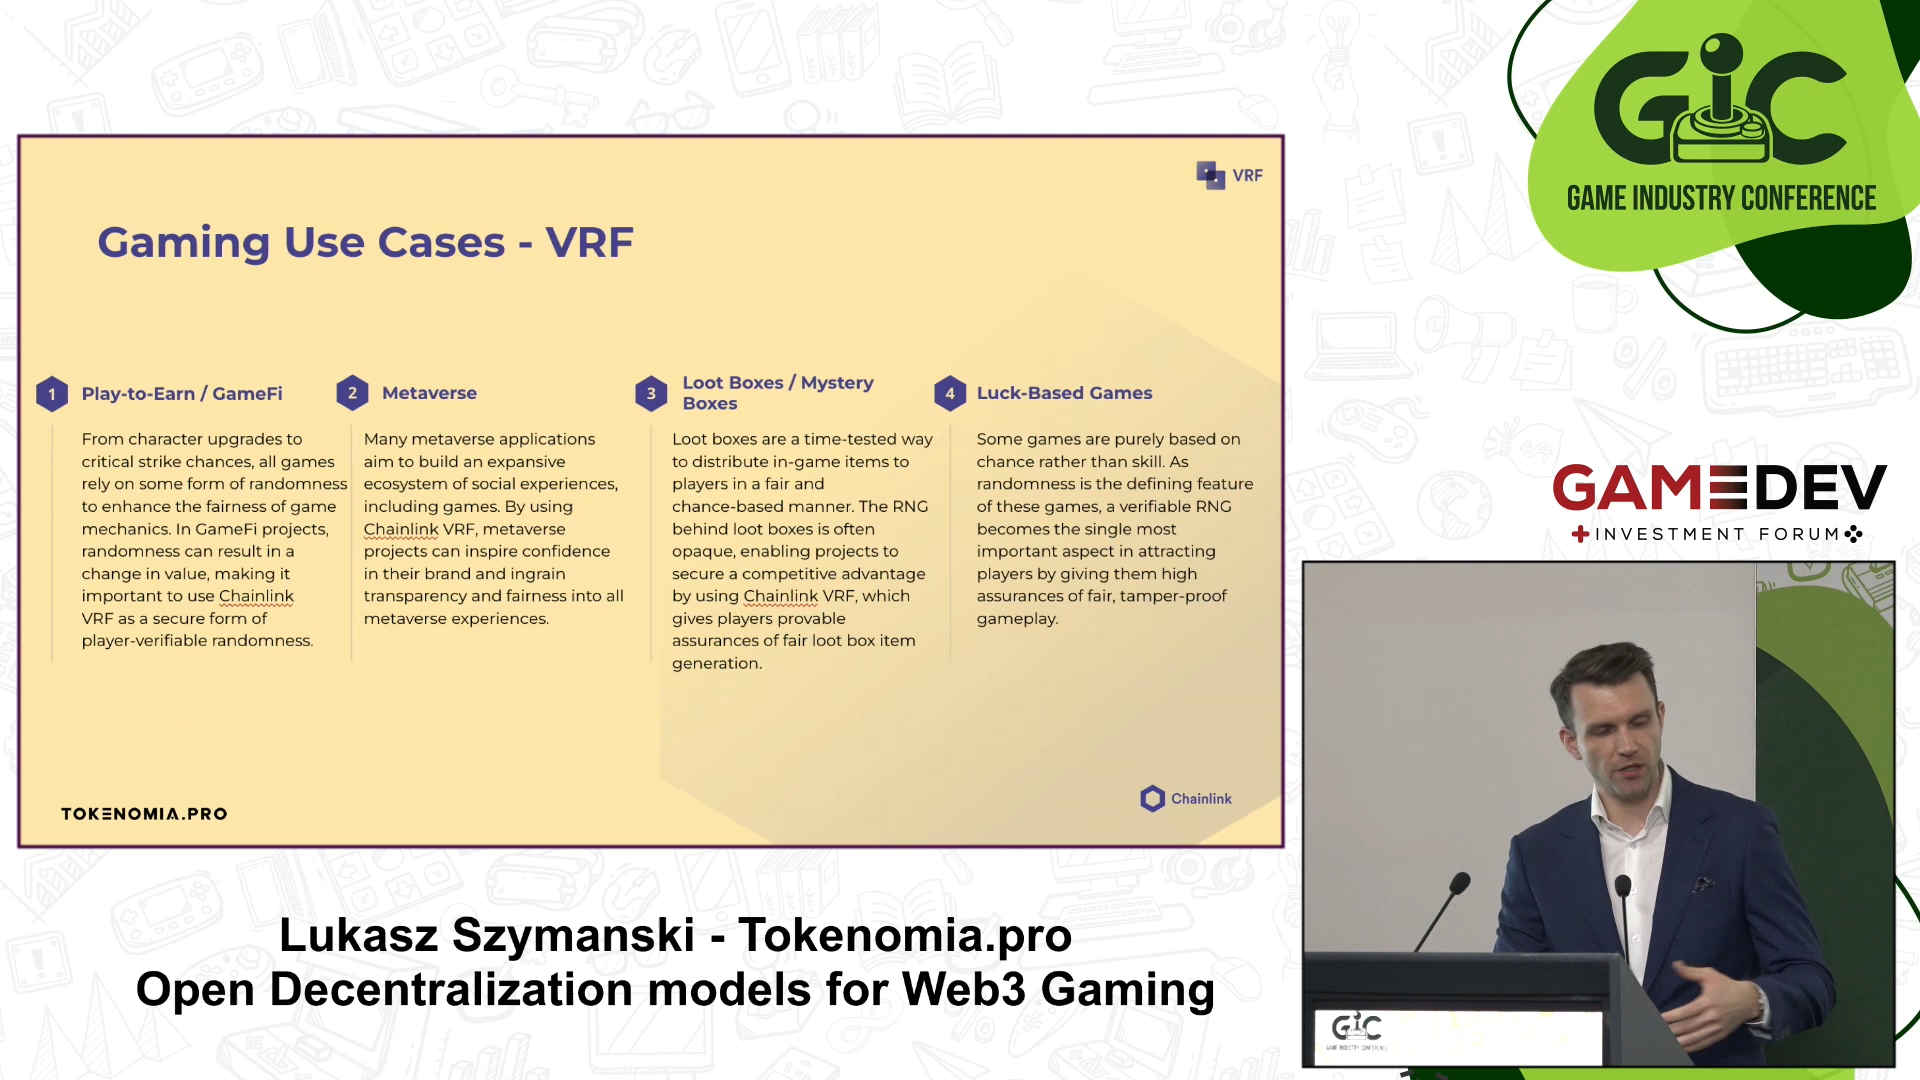 GIC
GAME INDUSTRY CONFERENCE
VRF
Gaming Use Cases - VRF
1
Play-to-Earn / GameFi
From character upgrades to
critical strike chances, all games
rely on some form of randomness
to enhance the fairness of game
mechanics. In GameFi projects,
randomness can result in a
change in value, making it
important to use Chainlink
VRF as a secure form of
player-verifiable randomness.
2
Metaverse
Many metaverse applications
aim to build an expansive
ecosystem of social experiences,
including games. By using
Chainlink VRF, metaverse
projects can inspire confidence
in their brand and ingrain
transparency and fairness into all
metaverse experiences.
3
Loot Boxes / Mystery
Boxes
Loot boxes are a time-tested way
to distribute in-game items to
players in a fair and
chance-based manner. The RNG
behind loot boxes is often
opaque, enabling projects to
secure a competitive advantage
by using Chainlink VRF, which
gives players provable
assurances of fair loot box item
generation.
4
Luck-Based Games
Some games are purely based on
chance rather than skill. As
randomness is the defining feature
of these games, a verifiable RNG
becomes the single most
important aspect in attracting
players by giving them high
assurances of fair, tamper-proof
gameplay.
TOKENOMIA.PRO
Chainlink
GAMEDEV
INVESTMENT FORUM
GIC
GAME INDUSTRY CONFERENCE
Lukasz Szymanski - Tokenomia.pro
Open Decentralization models for Web3 Gaming